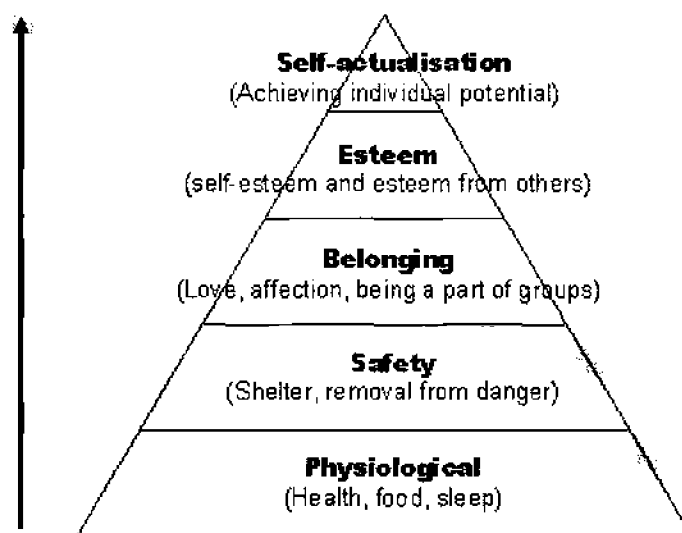 Self-actualisation
(Achieving individual potential)
Esteem
(self-esteem and esteem from others)
Belonging
(Love, affection, being a part of groups)
Safety
(Shelter, removal from danger)
Physiological
(Health, food, sleep)